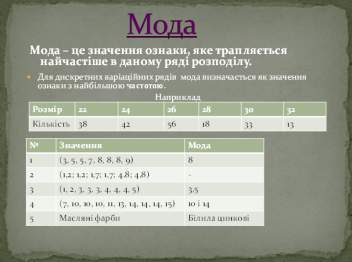 Мода
Мода – це значення ознаки, яке трапляється
найчастіше в даному ряді розподілу.
Для дискретних варіаційних рядів мода визначається як значення
ознаки з найбільшою частотою.
Наприклад
Розмір 22 24 26 28 30 32
Кількість 38 42 56 18 33 13
№ Значення Мода
1 (3, 5, 5, 7, 8, 8, 8, 9) 8
2 (1,2; 1,2; 1,7; 1,7; 4,8; 4,8) -
3 (1, 2, 3, 3, 3, 4, 4, 4, 5) 3,5
4 (7, 10, 10, 10, 11, 13, 14, 14, 14, 15) 10 і 14
5 Масляні фарби Білила цинкові